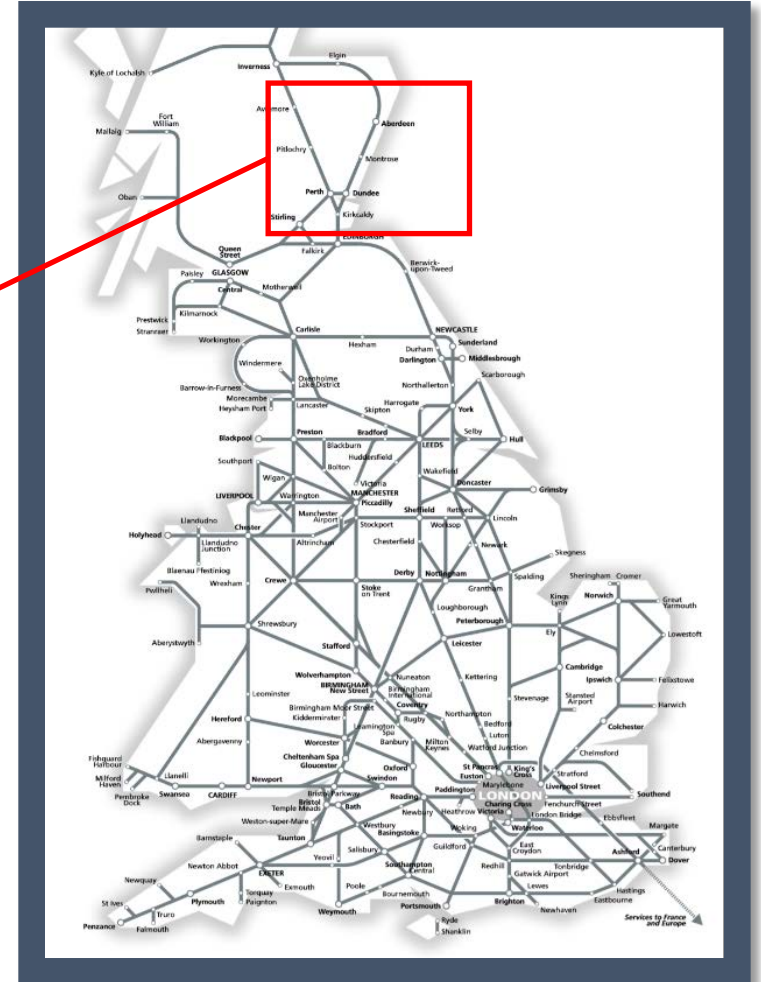 Elgin
Inverness
Kyle of Lochalsh
Aviemore
Fort
William
Mallaig
Aberdeen
Pitlochry
Montrose
Perth
Dundee
Oban
Stirling
Kirkcaldy
EDINBURGH
Falkirk
Queen
Street
GLASGOW
Central
Paisley
Motherwell
Berwick-
upon-Tweed
Prestwick
Stranraer
Kilmarnock
Carlisle
NEWCASTLE
Sunderland
Workington
Hexham
Durham
Darlington
Middlesbrough
Windermere
Oxenholme
Lake District
Scarborough
Barrow-in-Furness
Northallerton
Morecambe
Heysham Port
Lancaster
Harrogate
York
Skipton
Blackpool
Preston
Bradford
LEEDS
Selby
Hull
Blackburn
Huddersfield
Southport
Bolton
Wakefield
Wigan
Victoria
MANCHESTER
Piccadilly
Doncaster
Grimsby
LIVERPOOL
Warrington
Manchester
Airport
Sheffield
Retford
Llandudno
Stockport
Worksop
Lincoln
Holyhead
Chester
Llandudno
Junction
Altrincham
Chesterfield
Newark
Skegness
Blaenau Ffestiniog
Pwllheli
Wrexham
Crewe
Stoke
on Trent
Derby
Nottingham
Grantham
Spalding
Sheringham
Cromer
Kings
Lynn
Norwich
Great
Yarmouth
Loughborough
Peterborough
Aberystwyth
Shrewsbury
Stafford
Leicester
Ely
Lowestoft
Wolverhampton
BIRMINGHAM
New Street
Nuneaton
Kettering
Cambridge
Ipswich
Felixstowe
Birmingham
International
Leominster
Birmingham Moor Street
Coventry
Stevenage
Stansted
Airport
Harwich
Kidderminster
Rugby
Northampton
Hereford
Leamington
Spa
Bedford
Colchester
Abergavenny
Worcester
Banbury
Milton
Keynes
Luton
Watford Junction
Chelmsford
Cheltenham Spa
Gloucester
Oxford
Fishguard
Harbour
Milford
Haven
Pembroke
Dock
Llanelli
Swansea
CARDIFF
Newport
Swindon
St Pancras
Euston
King's
Cross
Stratford
Paddington
Marylebone
Liverpool Street
LONDON
Southend
Bristol Parkway
Bristol
Temple Meads
Bath
Reading
Heathrow
Victoria
Charing Cross
Fenchurch Street
London Bridge
Ebbsfleet
Newbury
Weston-super-Mare
Westbury
Basingstoke
Woking
Waterloo
Margate
Canterbury
Barnstaple
Taunton
Salisbury
Guildford
East
Croydon
Ashford
Dover
Newton Abbot
Yeovil
Southampton
Central
Redhill
Gatwick Airport
Tonbridge
EXETER
Newquay
Exmouth
Poole
Bournemouth
Lewes
Hastings
Eastbourne
St Ives
Plymouth
Torquay
Paignton
Weymouth
Portsmouth
Brighton
Newhaven
Truro
Penzance
Falmouth
Ryde
Shanklin
Services to France
and Europe